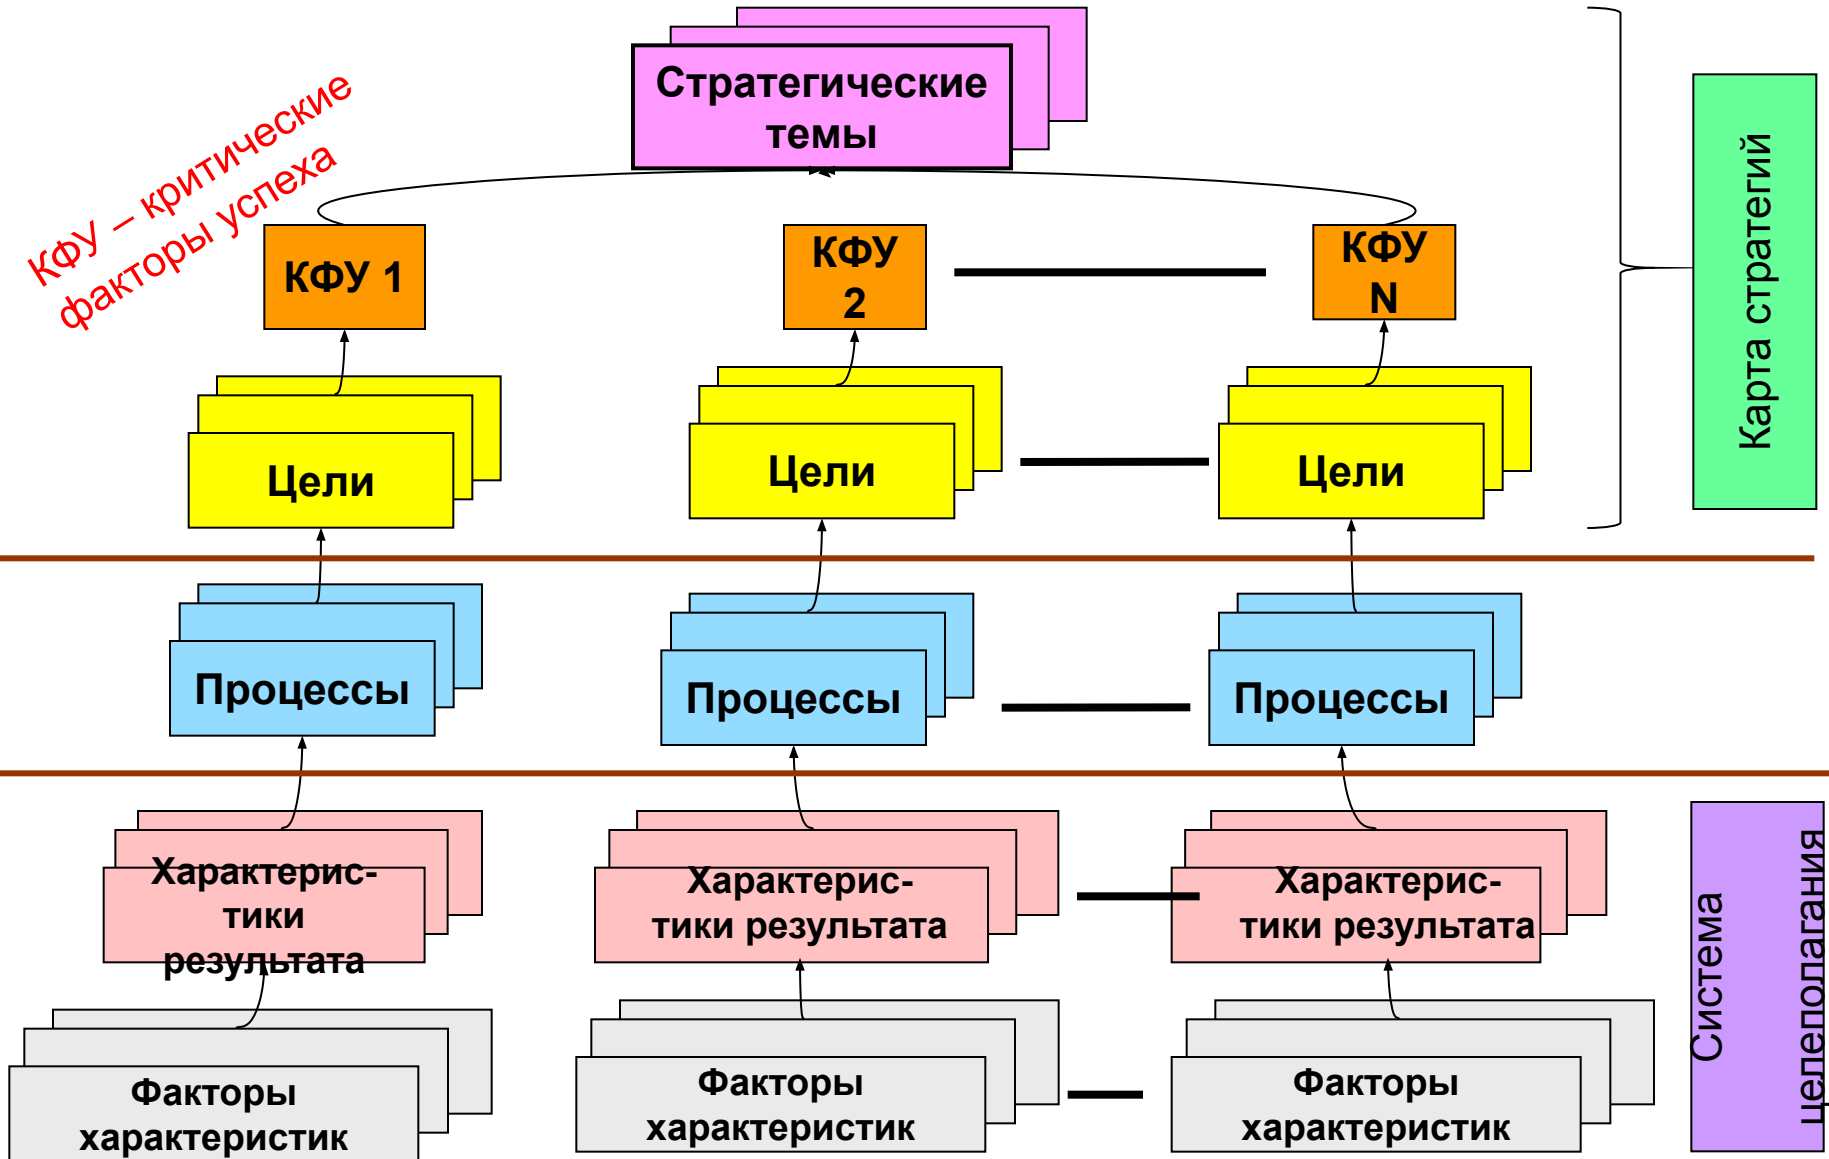 Стратегические
темы
КФУ – критические
факторы успеха
КФУ 1
КФУ
2
КФУ
N
Карта стратегий
Цели
Цели
Цели
Процессы
Процессы
Процессы
Характерис-
тики
результата
Характерис-
тики результата
Характерис-
тики результата
Система
целеполагания
Факторы
характеристик
Факторы
характеристик
Факторы
характеристик